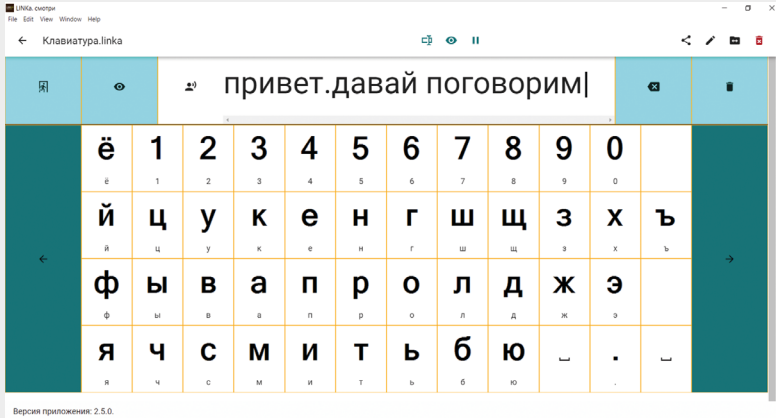 LINKa. смотри
File Edit View Window Help
Клавиатура.linka
привет.давай поговорим
ё 1 2 3 4 5 6 7 8 9 0
ё 1 2 3 4 5 6 7 8 9 0
й ц у к е н г ш щ з х ъ
й ц у к е н г ш щ з х ъ
ф ы в а п р о л д ж э
ф ы в а п р о л д ж э
я ч с м и т ь б ю ⎵ . ⎵
я ч с м и т ь б ю .
Версия приложения: 2.5.0.